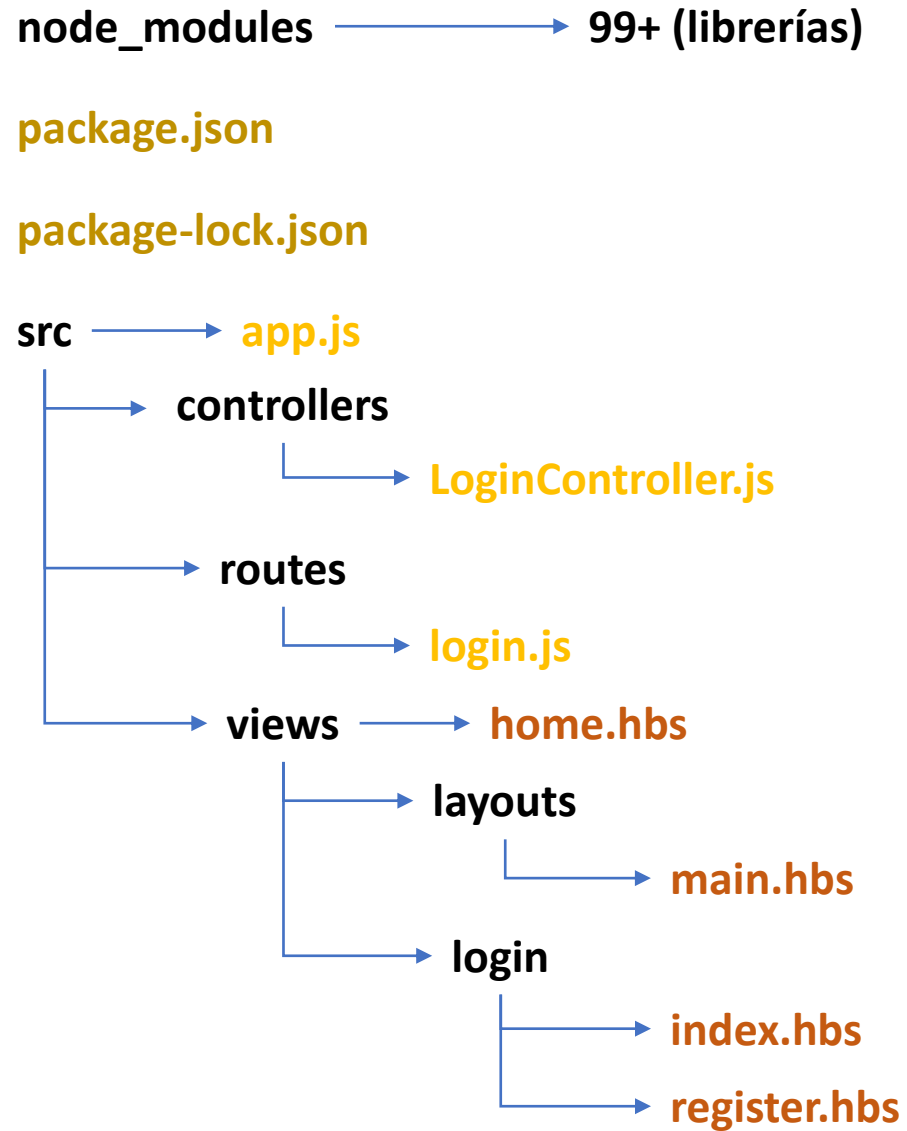 node_modules 99+ (librerías)
package.json
package-lock.json
src app.js
controllers
LoginController.js
routes
login.js
views home.hbs
layouts
main.hbs
login
index.hbs
register.hbs